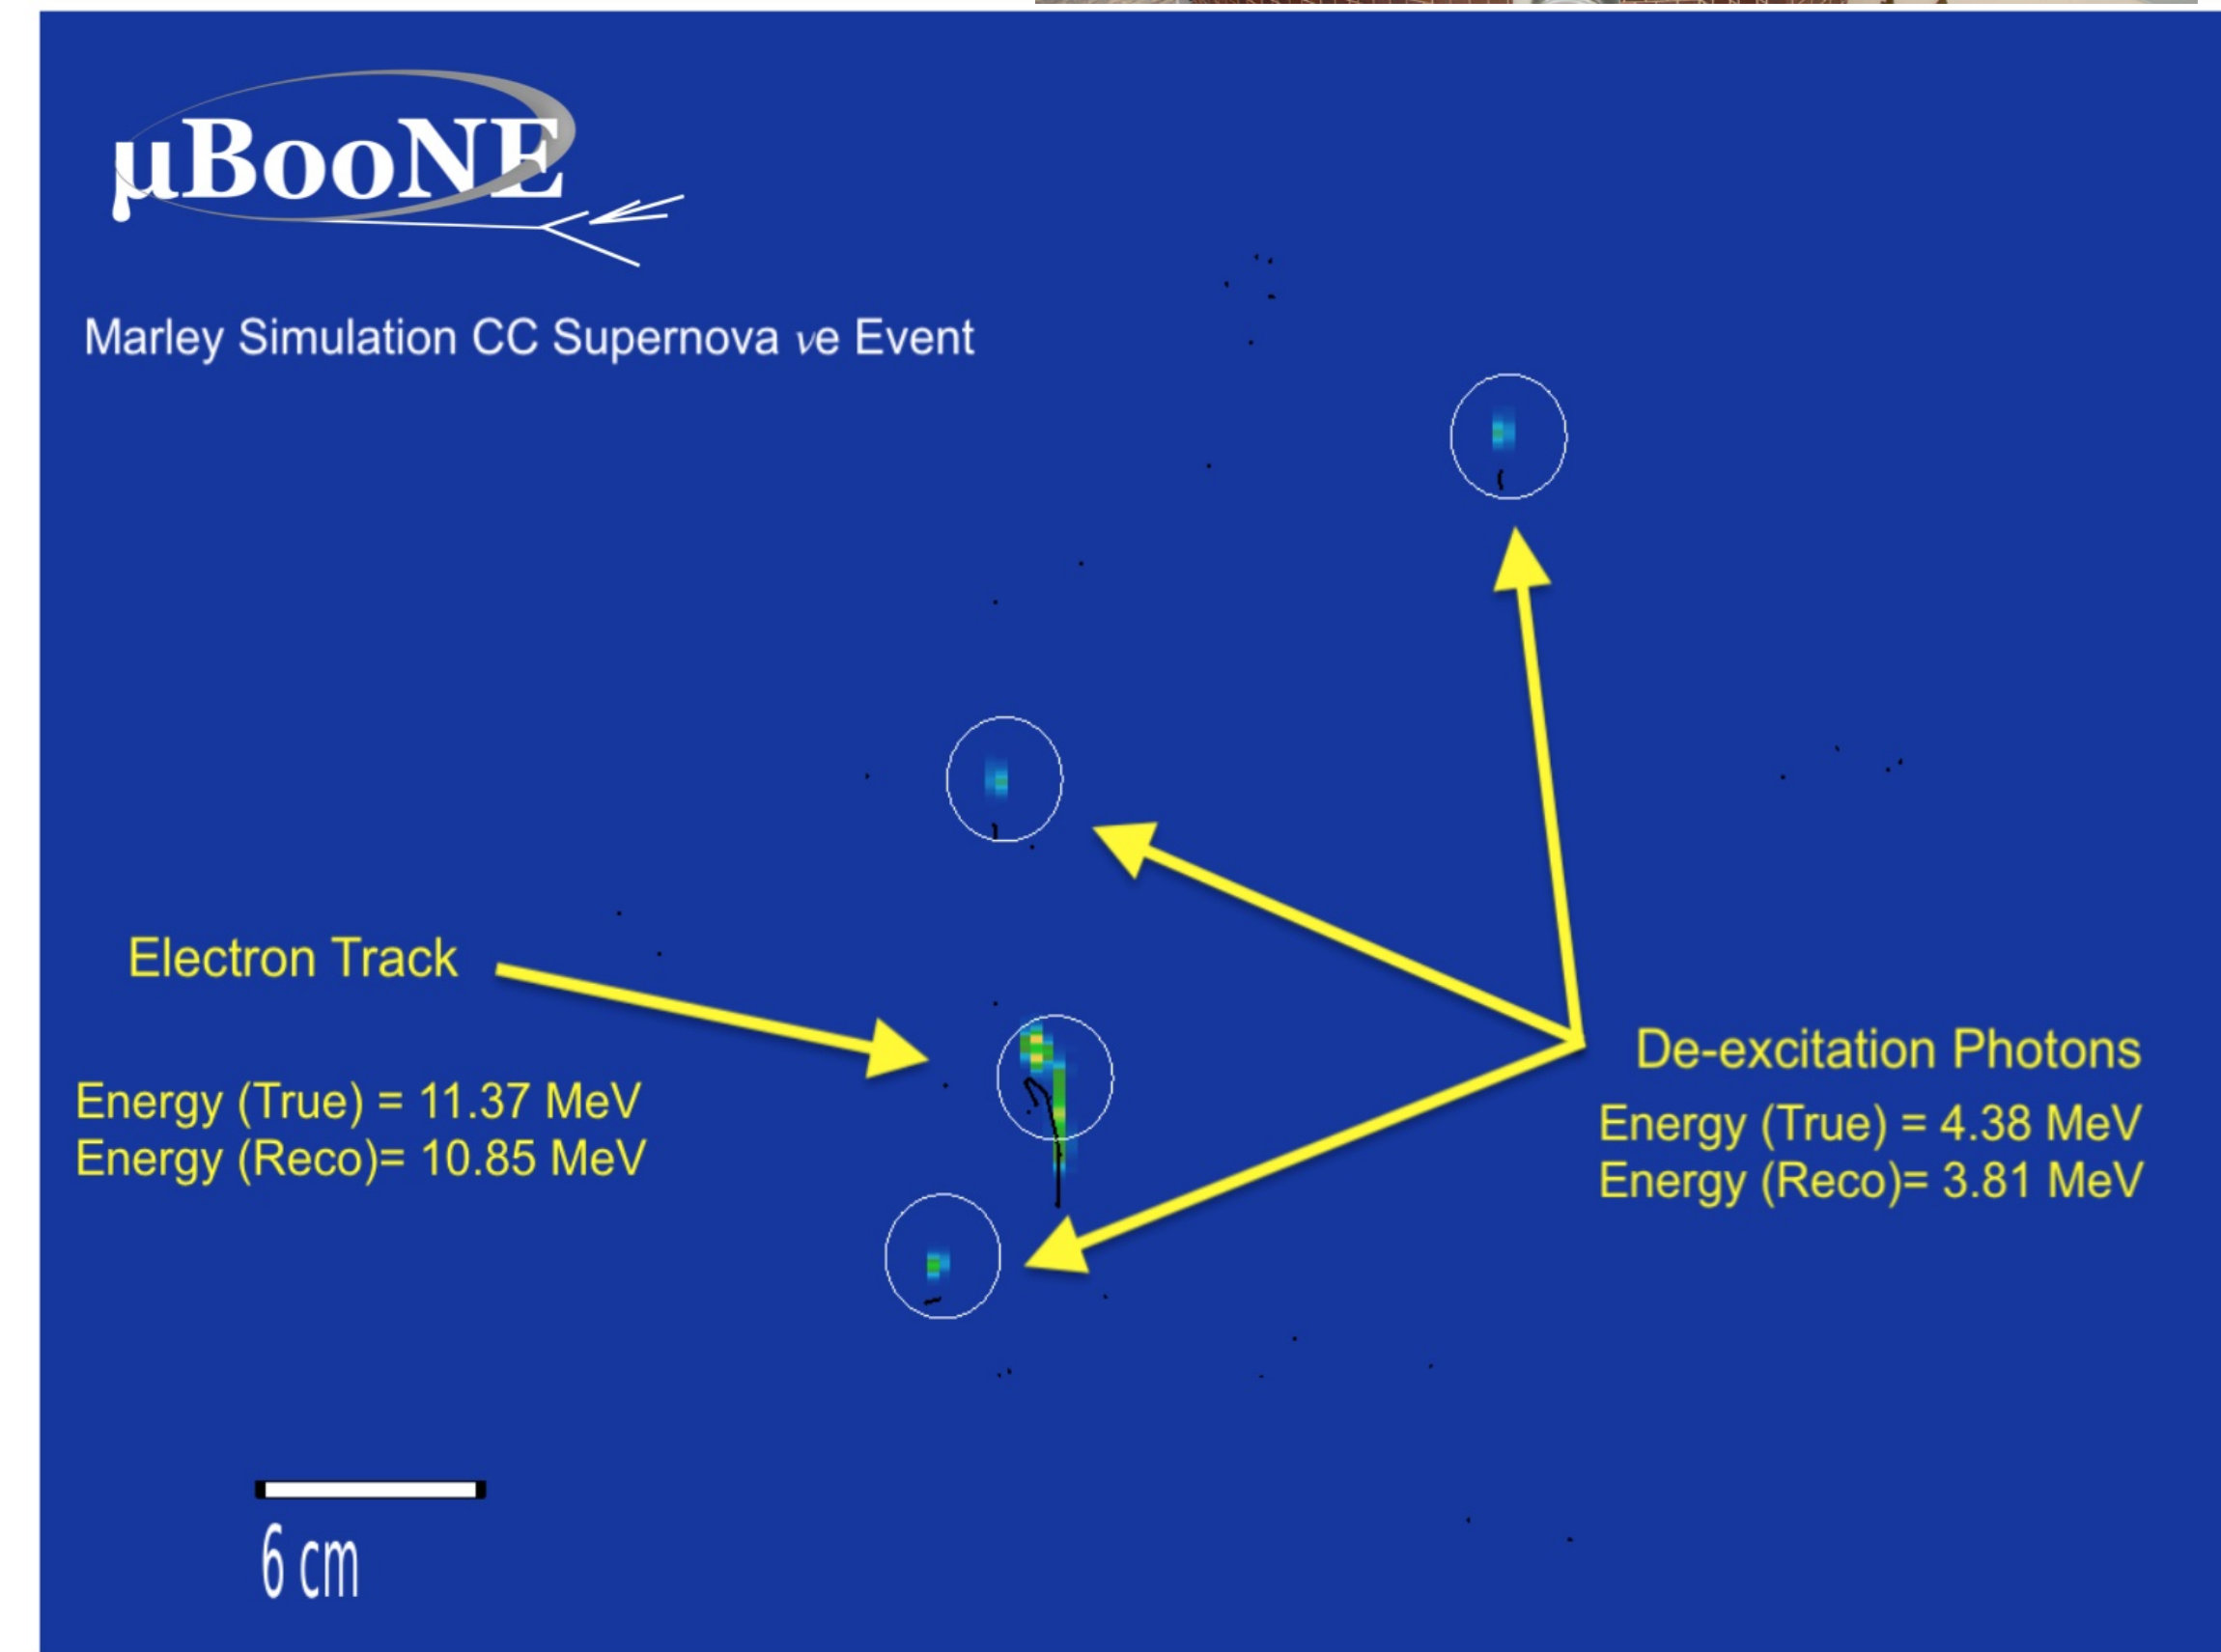 µBooNE
Marley Simulation CC Supernova νe Event
Electron Track
Energy (True) = 11.37 MeV
Energy (Reco)= 10.85 MeV
De-excitation Photons
Energy (True) = 4.38 MeV
Energy (Reco)= 3.81 MeV
6 cm